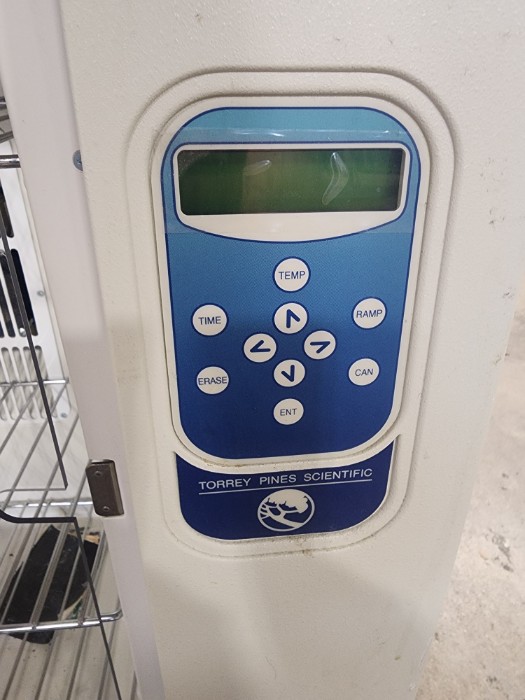 TEMP
TIME
RAMP
ERASE
CAN
ENT
TORREY PINES SCIENTIFIC